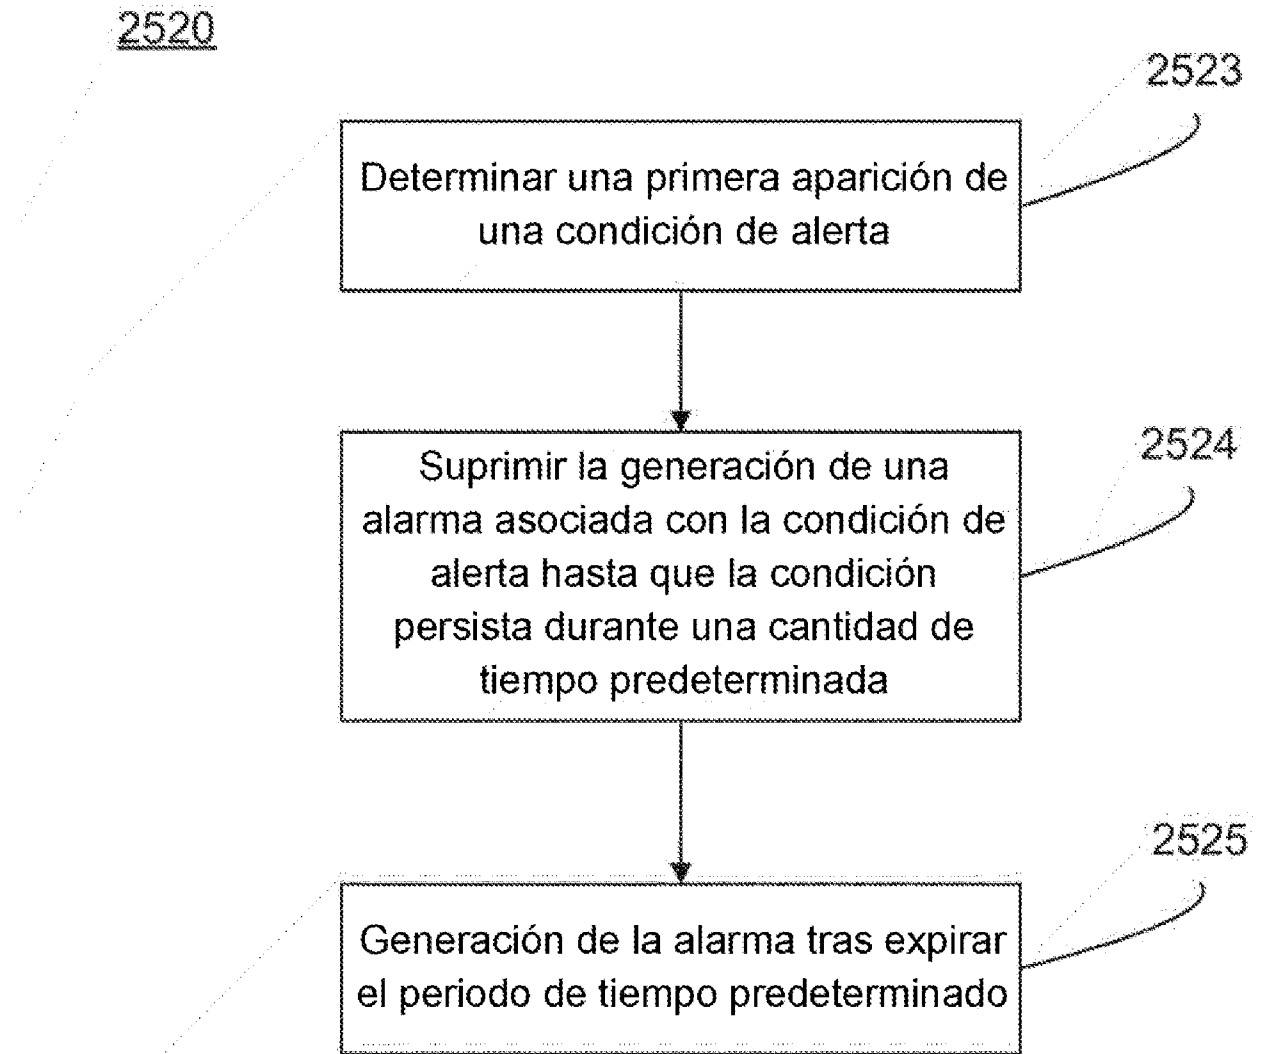 2520
2523
Determinar una primera aparición de
una condición de alerta
2524
Suprimir la generación de una
alarma asociada con la condición de
alerta hasta que la condición
persista durante una cantidad de
tiempo predeterminada
2525
Generación de la alarma tras expirar
el periodo de tiempo predeterminado